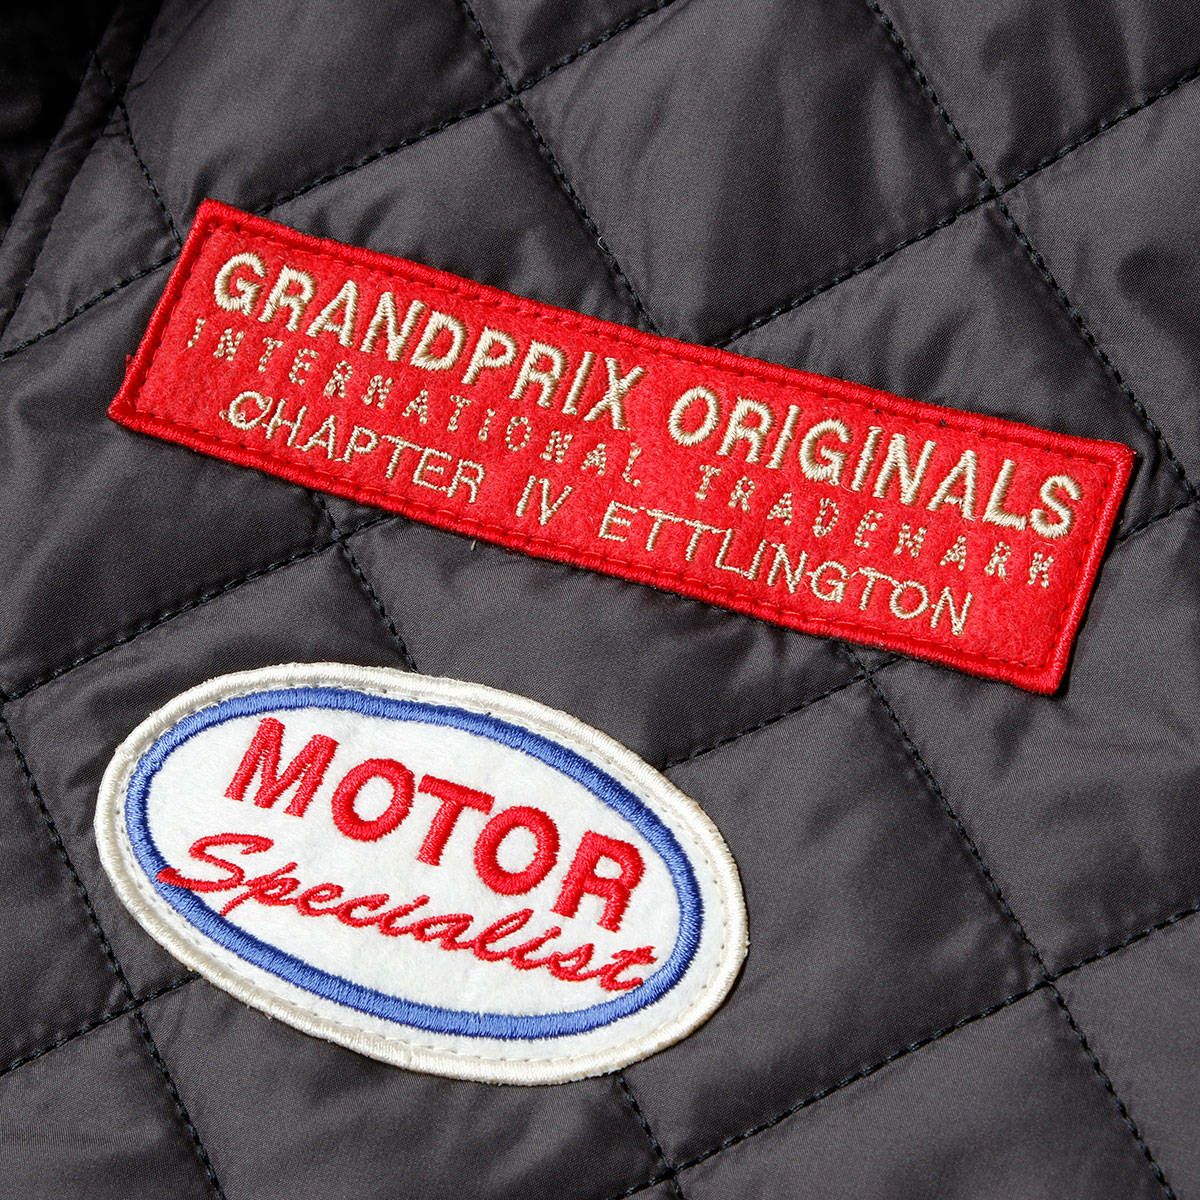 GRANDPRIX ORIGINALS
INTERNATIONAL TRADEMARK
CHAPTER IV ETTLINGTON
MOTOR
Specialist